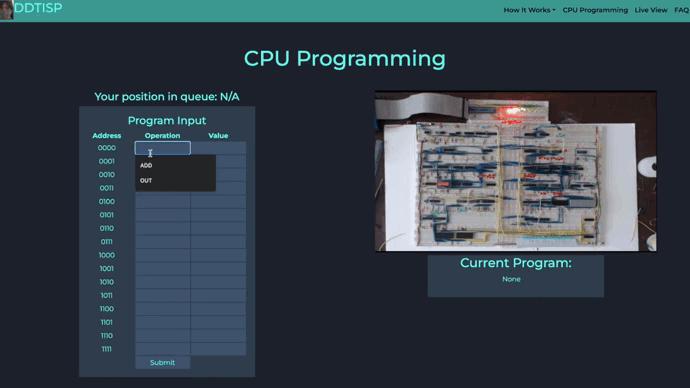 DDTISP
How It Works CPU Programming Live View FAQ
CPU Programming
Your position in queue: N/A
Program Input
Address Operation Value
0000
0001
ADD
0010
OUT
0011
0100
0101
0110
0111
1000
1001
1010
1011
1100
1101
1110
1111
Submit
Current Program:
None